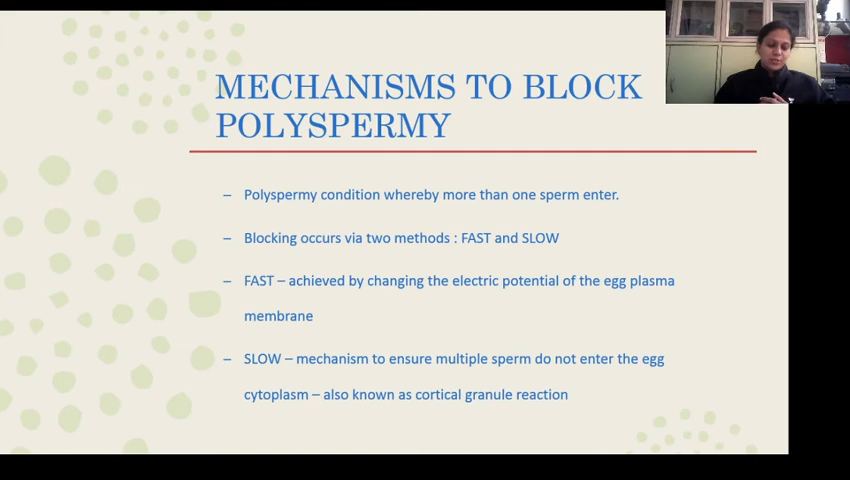 MECHANISMS TO BLOCK
POLYSPERMY
– Polyspermy condition whereby more than one sperm enter.
– Blocking occurs via two methods : FAST and SLOW
– FAST – achieved by changing the electric potential of the egg plasma
membrane
– SLOW – mechanism to ensure multiple sperm do not enter the egg
cytoplasm – also known as cortical granule reaction